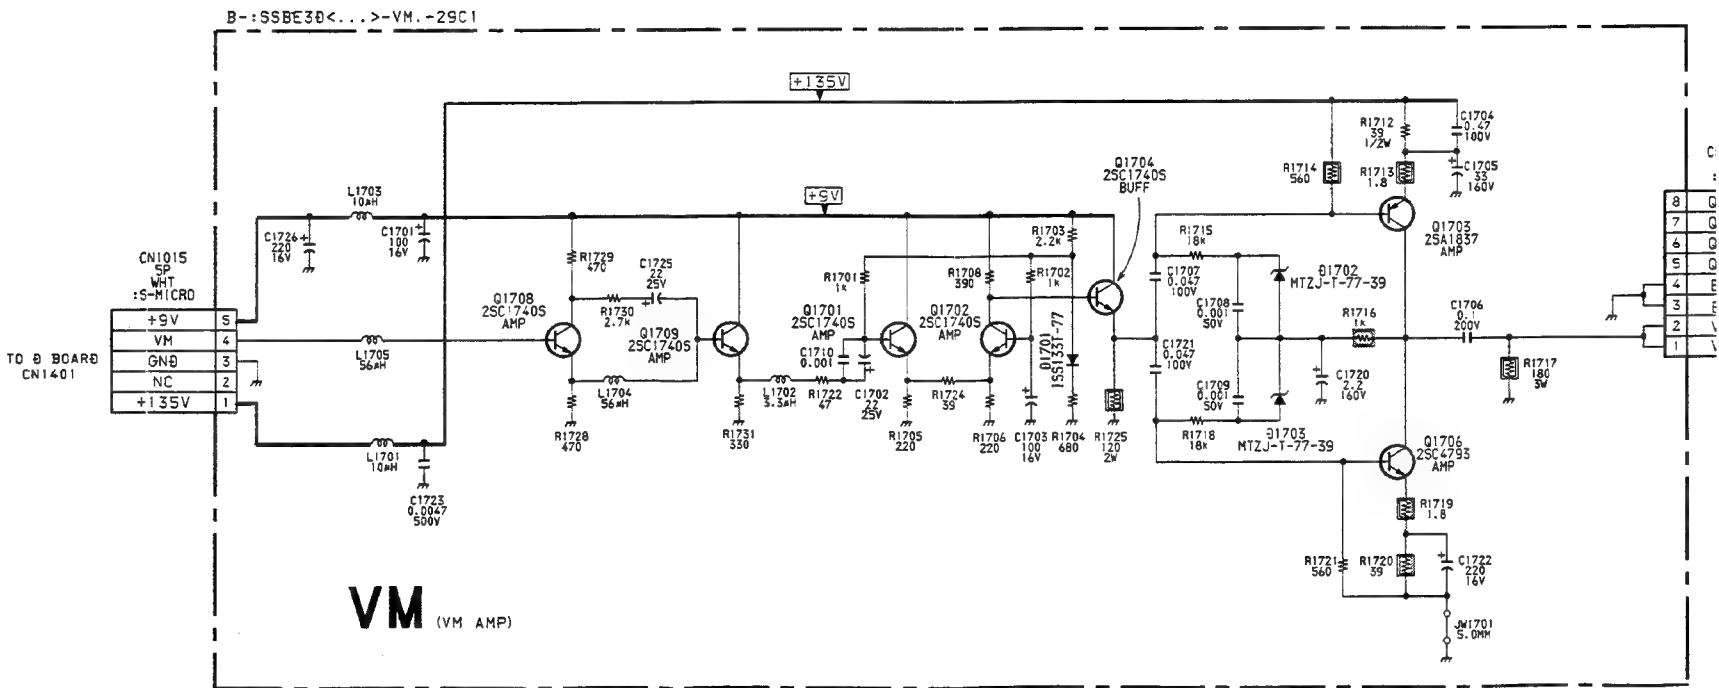 B-:SSBE3D<...>-VM.-29C1
+135V
R1712
39
1/2W
C1704
0.47
100V
R1714
560
R1713
1.8
C1705
33
160V
Q1704
2SC1740S
BUFF
L1703
10µH
+9V
C1726
220
16V
C1701
100
16V
R1703
2.2k
Q1703
2SA1837
AMP
CN1015
5P
WHT
:S-MICRO
R1729
470
C1725
22
25V
R1701
1k
R1708
390
R1702
1k
R1715
18k
C1707
0.047
100V
D1702
MTZJ-T-77-39
Q1708
2SC1740S
AMP
R1730
2.7k
Q1709
2SC1740S
AMP
Q1701
2SC1740S
AMP
Q1702
2SC1740S
AMP
C1708
0.001
50V
R1716
1k
C1706
0.1
200V
TO D BOARD
CN1401
+9V 5
VM 4
GND 3
NC 2
+135V 1
L1705
56µH
C1710
0.001
D1701
1SS133T-77
C1721
0.047
100V
L1704
56µH
L1702
3.3µH
R1722
47
C1702
22
25V
R1724
39
C1709
0.001
50V
C1720
2.2
160V
R1717
180
3W
R1728
470
R1731
330
R1705
220
R1706
220
C1703
100
16V
R1704
680
R1725
120
2W
R1718
18k
D1703
MTZJ-T-77-39
Q1706
2SC4793
AMP
L1701
10µH
C1723
0.0047
500V
R1719
1.8
R1721
560
R1720
39
C1722
220
16V
JW1701
5.0MM
VM (VM AMP)
8
7
6
5
4
3
2
1